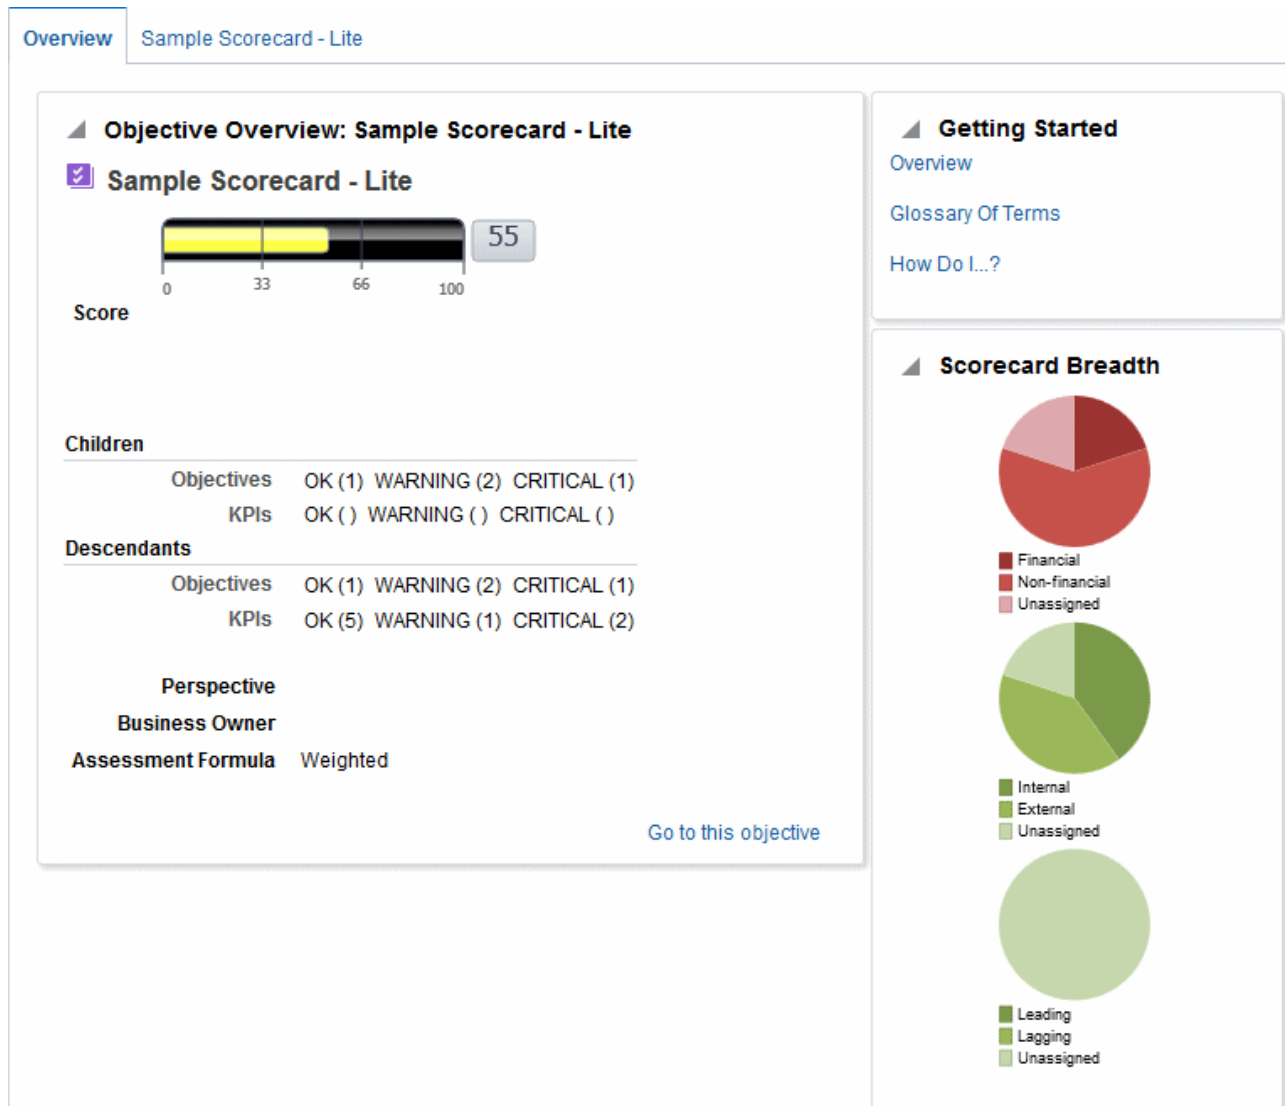 Overview Sample Scorecard - Lite
Objective Overview: Sample Scorecard - Lite
Sample Scorecard - Lite
55
0 33 66 100
Score
Children
Objectives OK (1) WARNING (2) CRITICAL (1)
KPIs OK ( ) WARNING ( ) CRITICAL ( )
Descendants
Objectives OK (1) WARNING (2) CRITICAL (1)
KPIs OK (5) WARNING (1) CRITICAL (2)
Perspective
Business Owner
Assessment Formula Weighted
Go to this objective
Getting Started
Overview
Glossary Of Terms
How Do I...?
Scorecard Breadth
Financial
Non-financial
Unassigned
Internal
External
Unassigned
Leading
Lagging
Unassigned